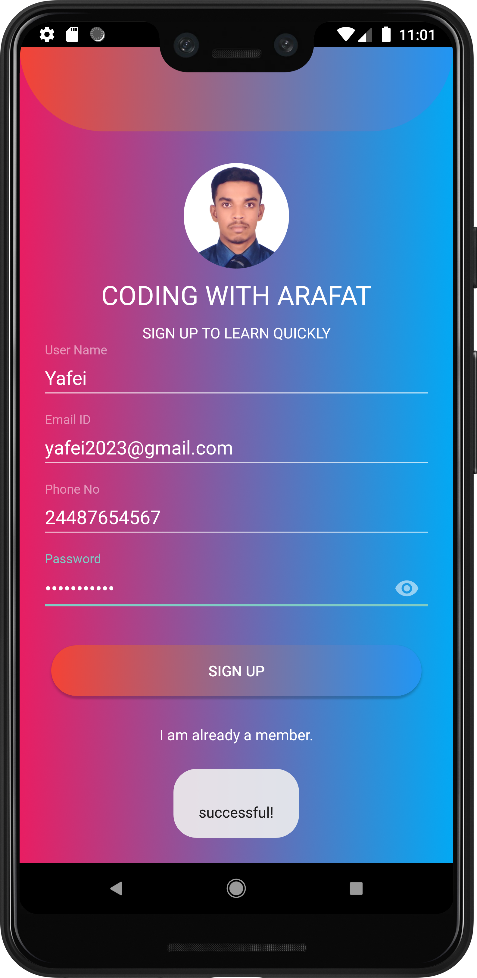 11:01
CODING WITH ARAFAT
SIGN UP TO LEARN QUICKLY
User Name
Yafei
Email ID
yafei2023@gmail.com
Phone No
24487654567
Password
•••••••••••
SIGN UP
I am already a member.
successful!